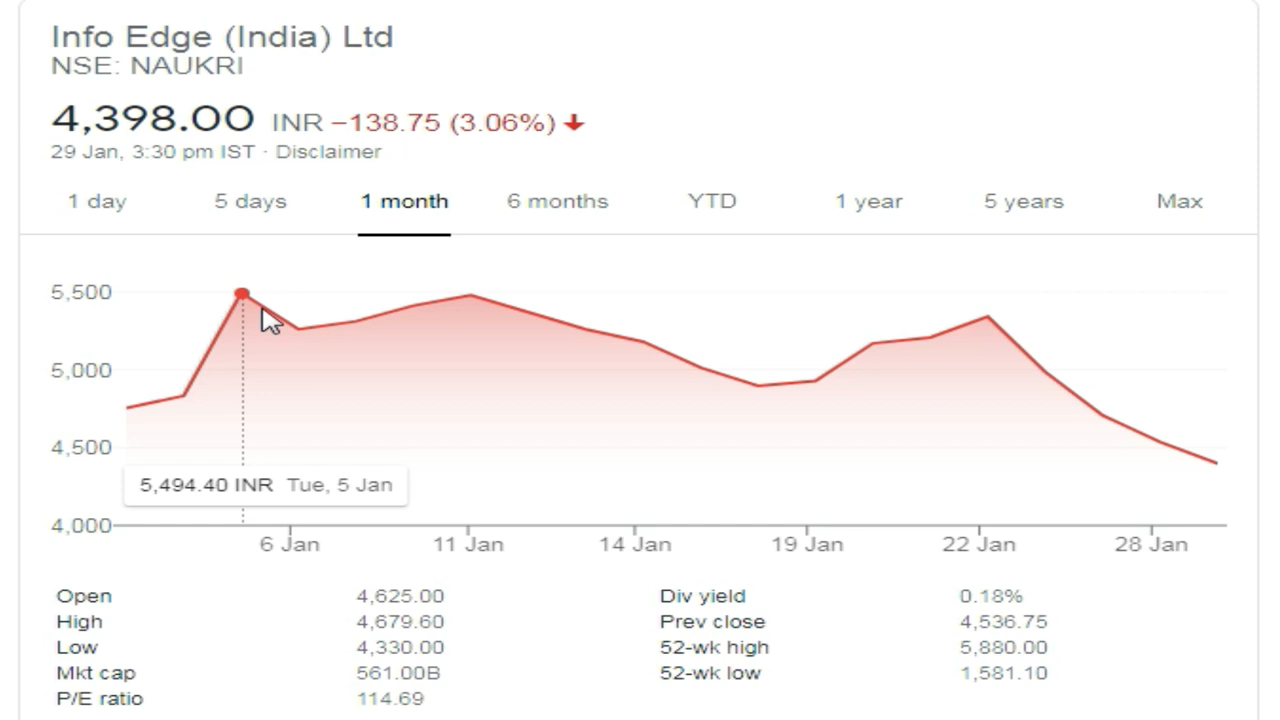 Info Edge (India) Ltd
NSE: NAUKRI
4,398.00 INR −138.75 (3.06%)
29 Jan, 3:30 pm IST · Disclaimer
1 day 5 days 1 month 6 months YTD 1 year 5 years Max
5,500
5,000
4,500
5,494.40 INR Tue, 5 Jan
4,000
6 Jan 11 Jan 14 Jan 19 Jan 22 Jan 28 Jan
Open 4,625.00 Div yield 0.18%
High 4,679.60 Prev close 4,536.75
Low 4,330.00 52-wk high 5,880.00
Mkt cap 561.00B 52-wk low 1,581.10
P/E ratio 114.69